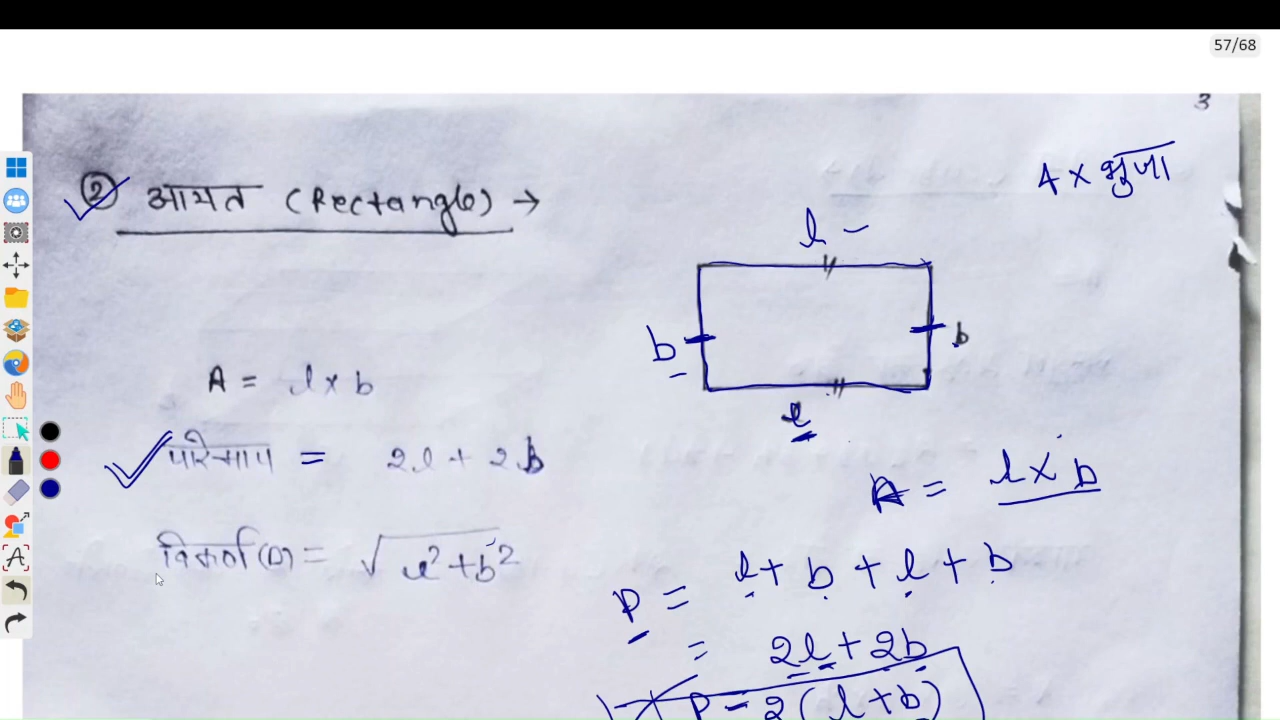 57/68
3
② आयत (Rectangle) →
4 × भुजा
l -
b
b
l
A = l × b
परिमाप = 2l + 2b
विकर्ण (D) = √l² + b²
A = l × b
P = l + b + l + b
= 2l + 2b
P = 2 (l + b)